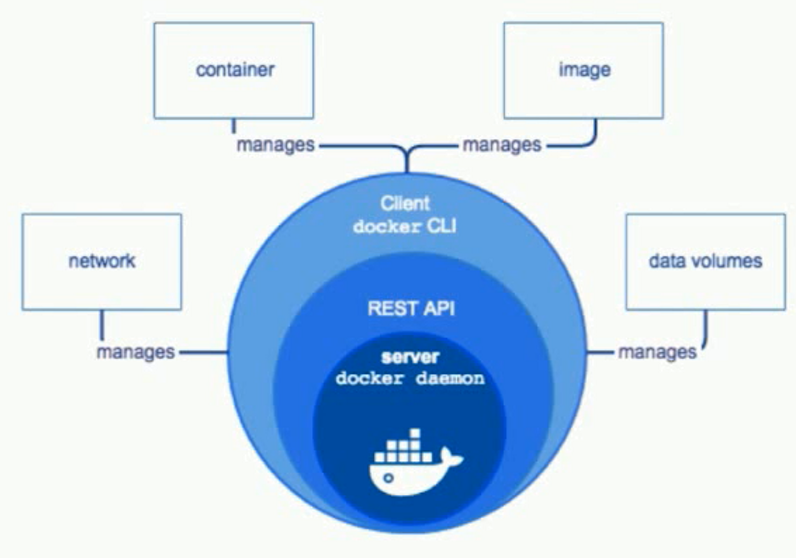 container
image
manages
manages
Client
docker CLI
network
data volumes
REST API
manages
manages
server
docker daemon